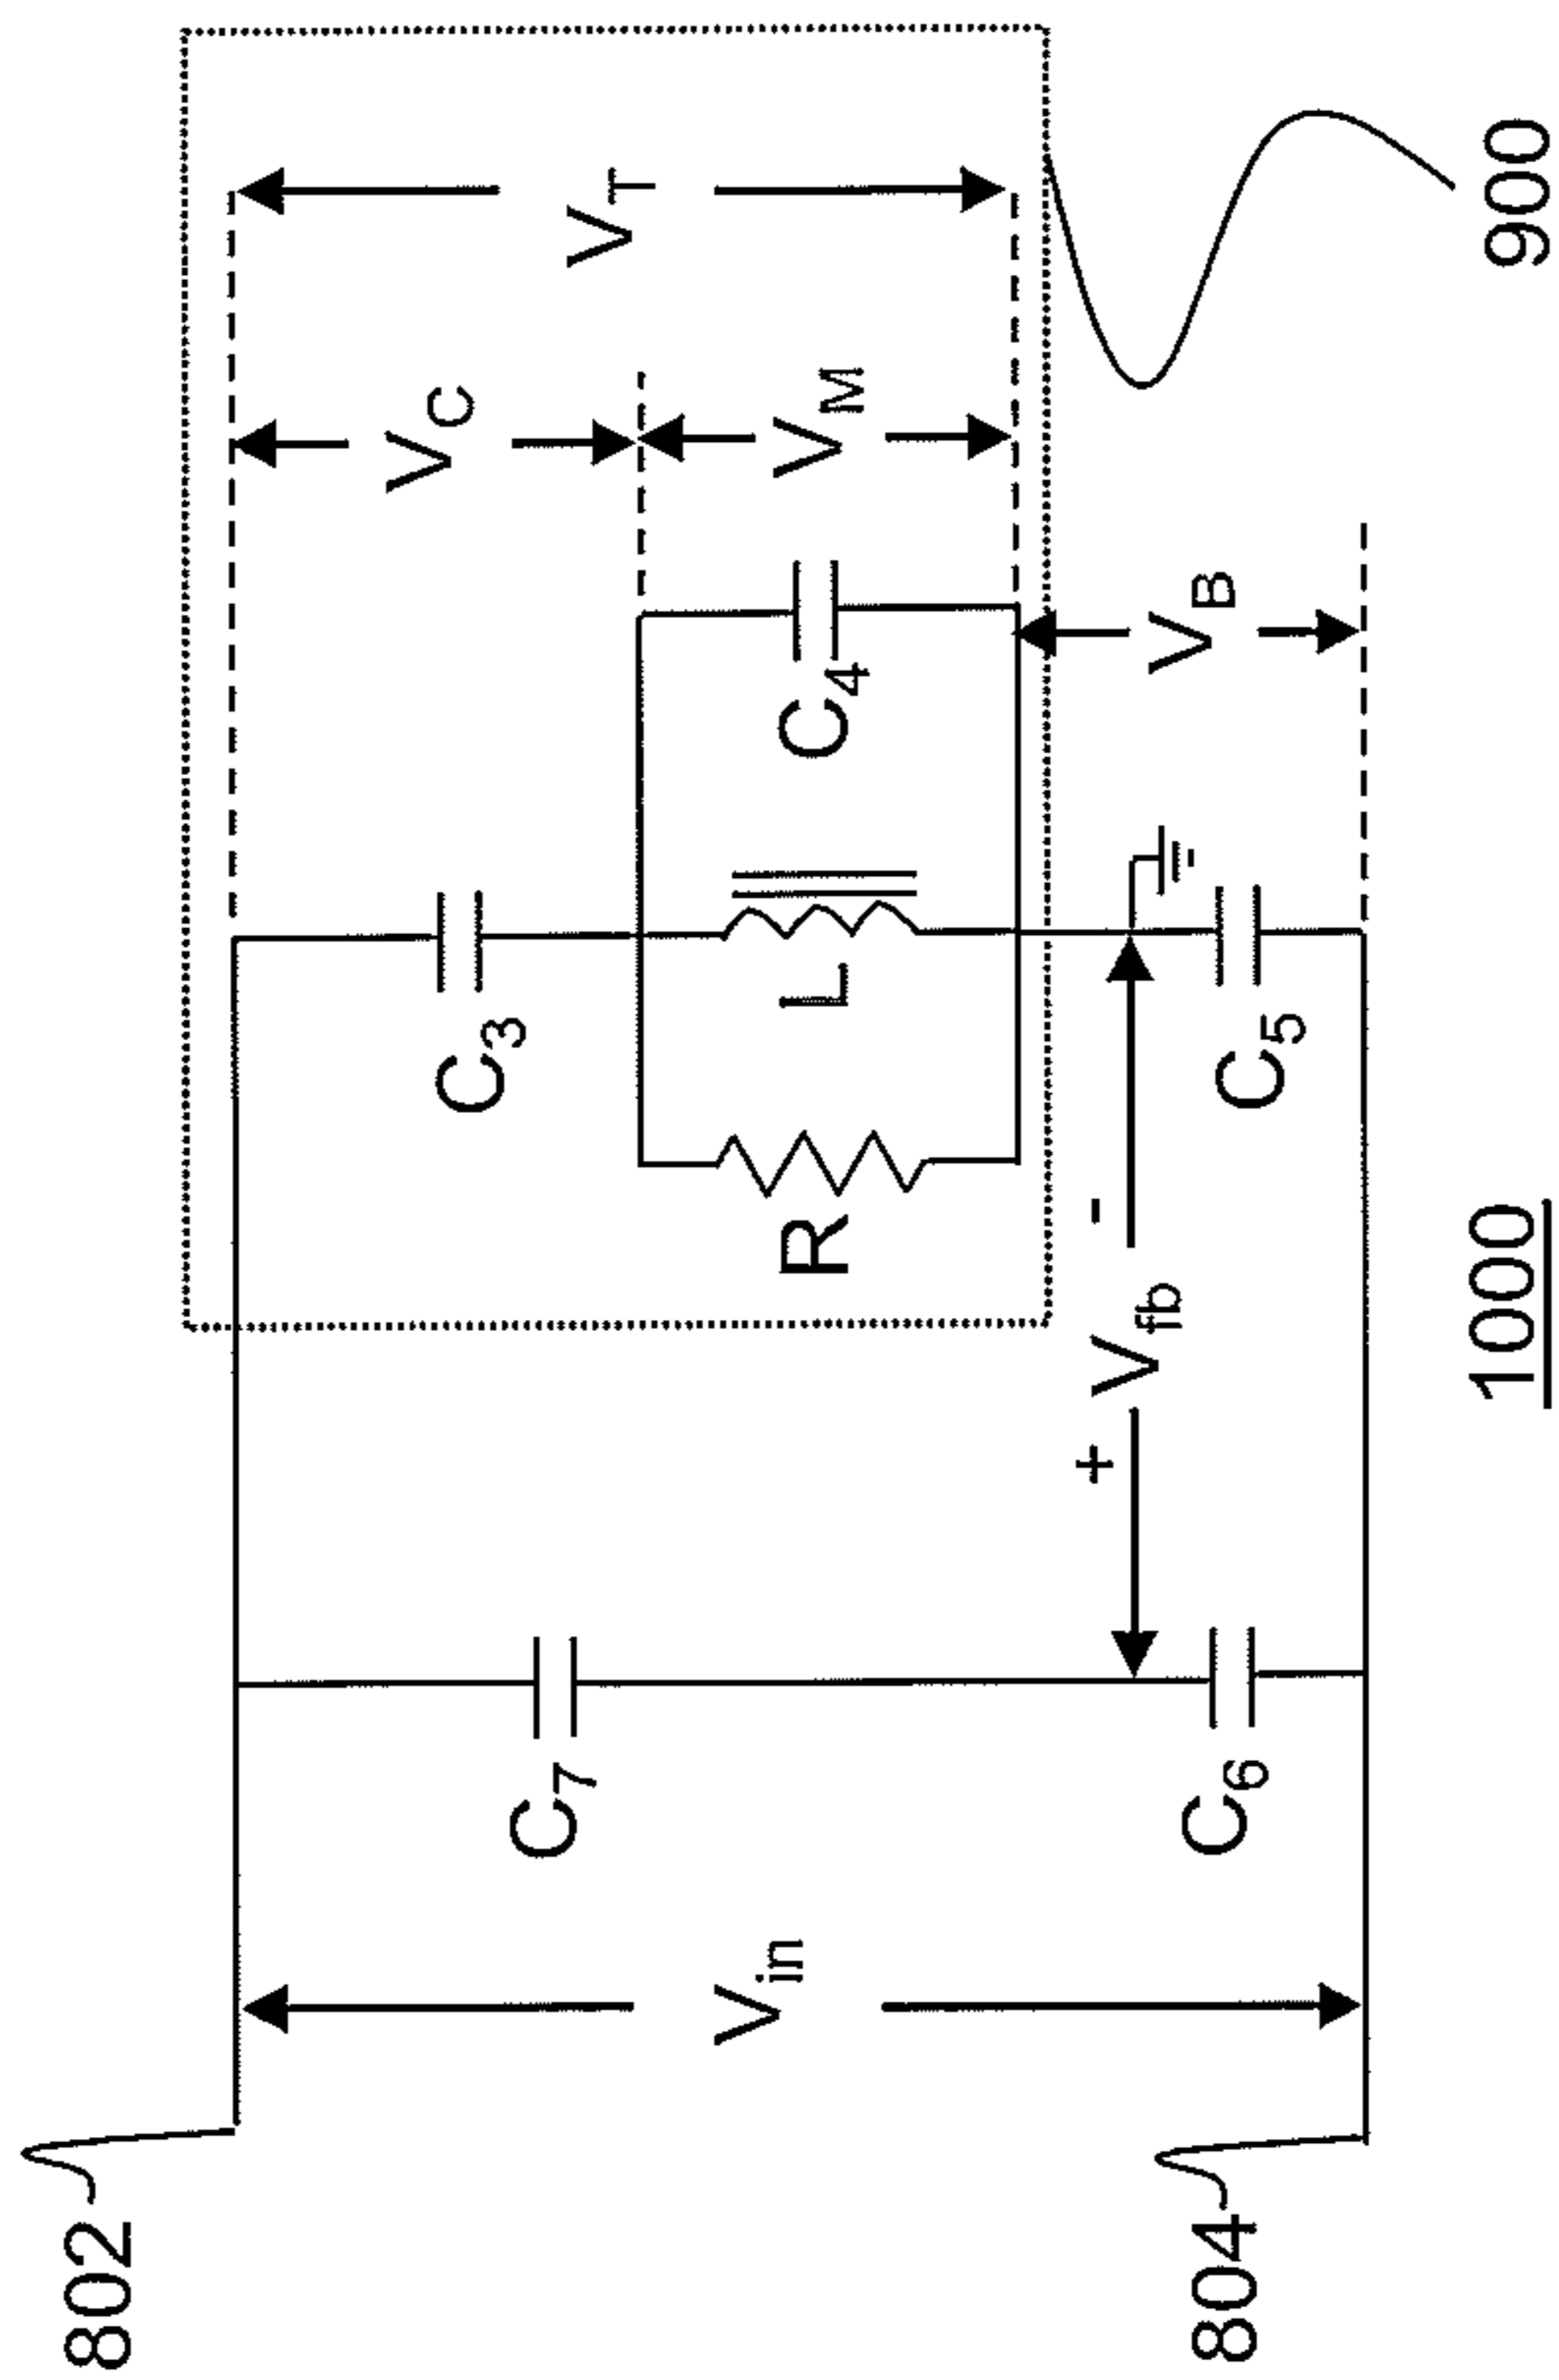 802
804
V_in
C_7
C_6
+ V_fb -
C_3
R
L
C_4
C_5
V_C
V_M
V_T
V_B
900
1000